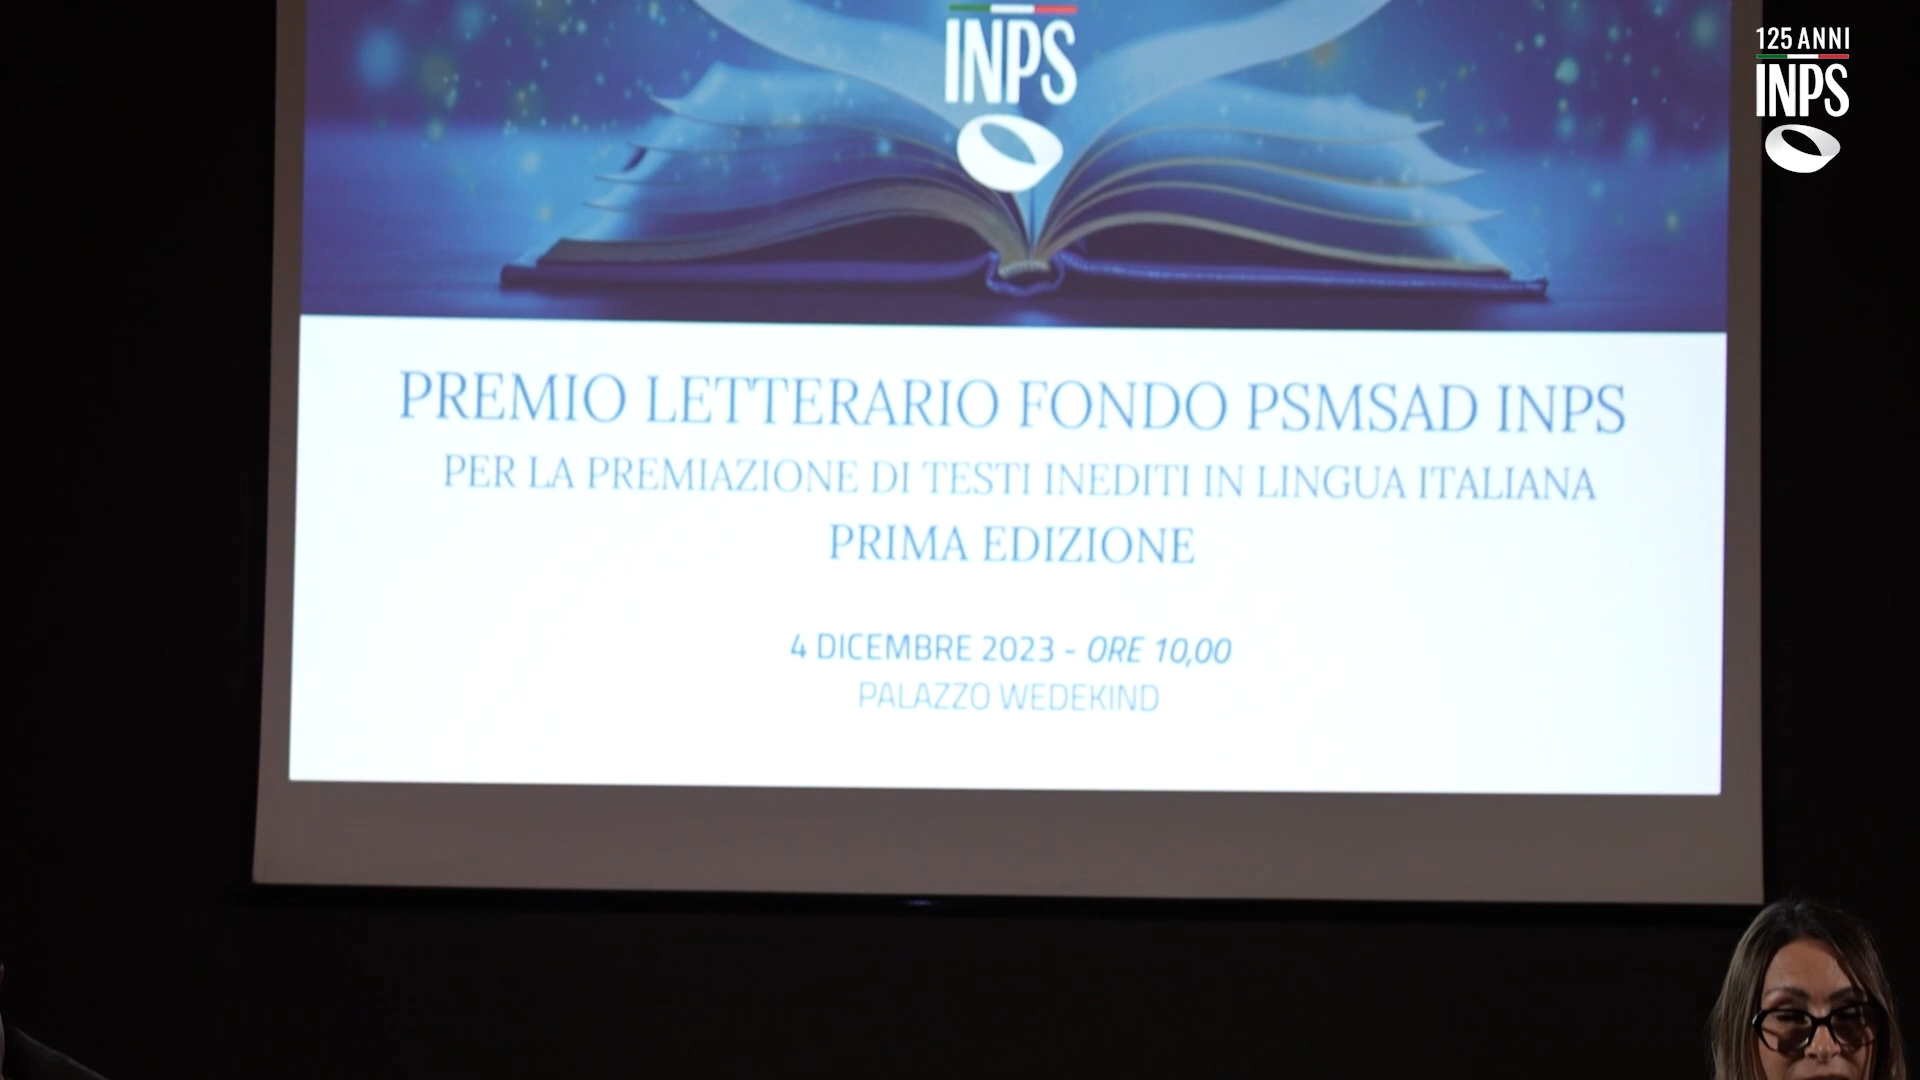 INPS
125 ANNI
INPS
PREMIO LETTERARIO FONDO PSMSAD INPS
PER LA PREMIAZIONE DI TESTI INEDITI IN LINGUA ITALIANA
PRIMA EDIZIONE
4 DICEMBRE 2023 - ORE 10,00
PALAZZO WEDEKIND